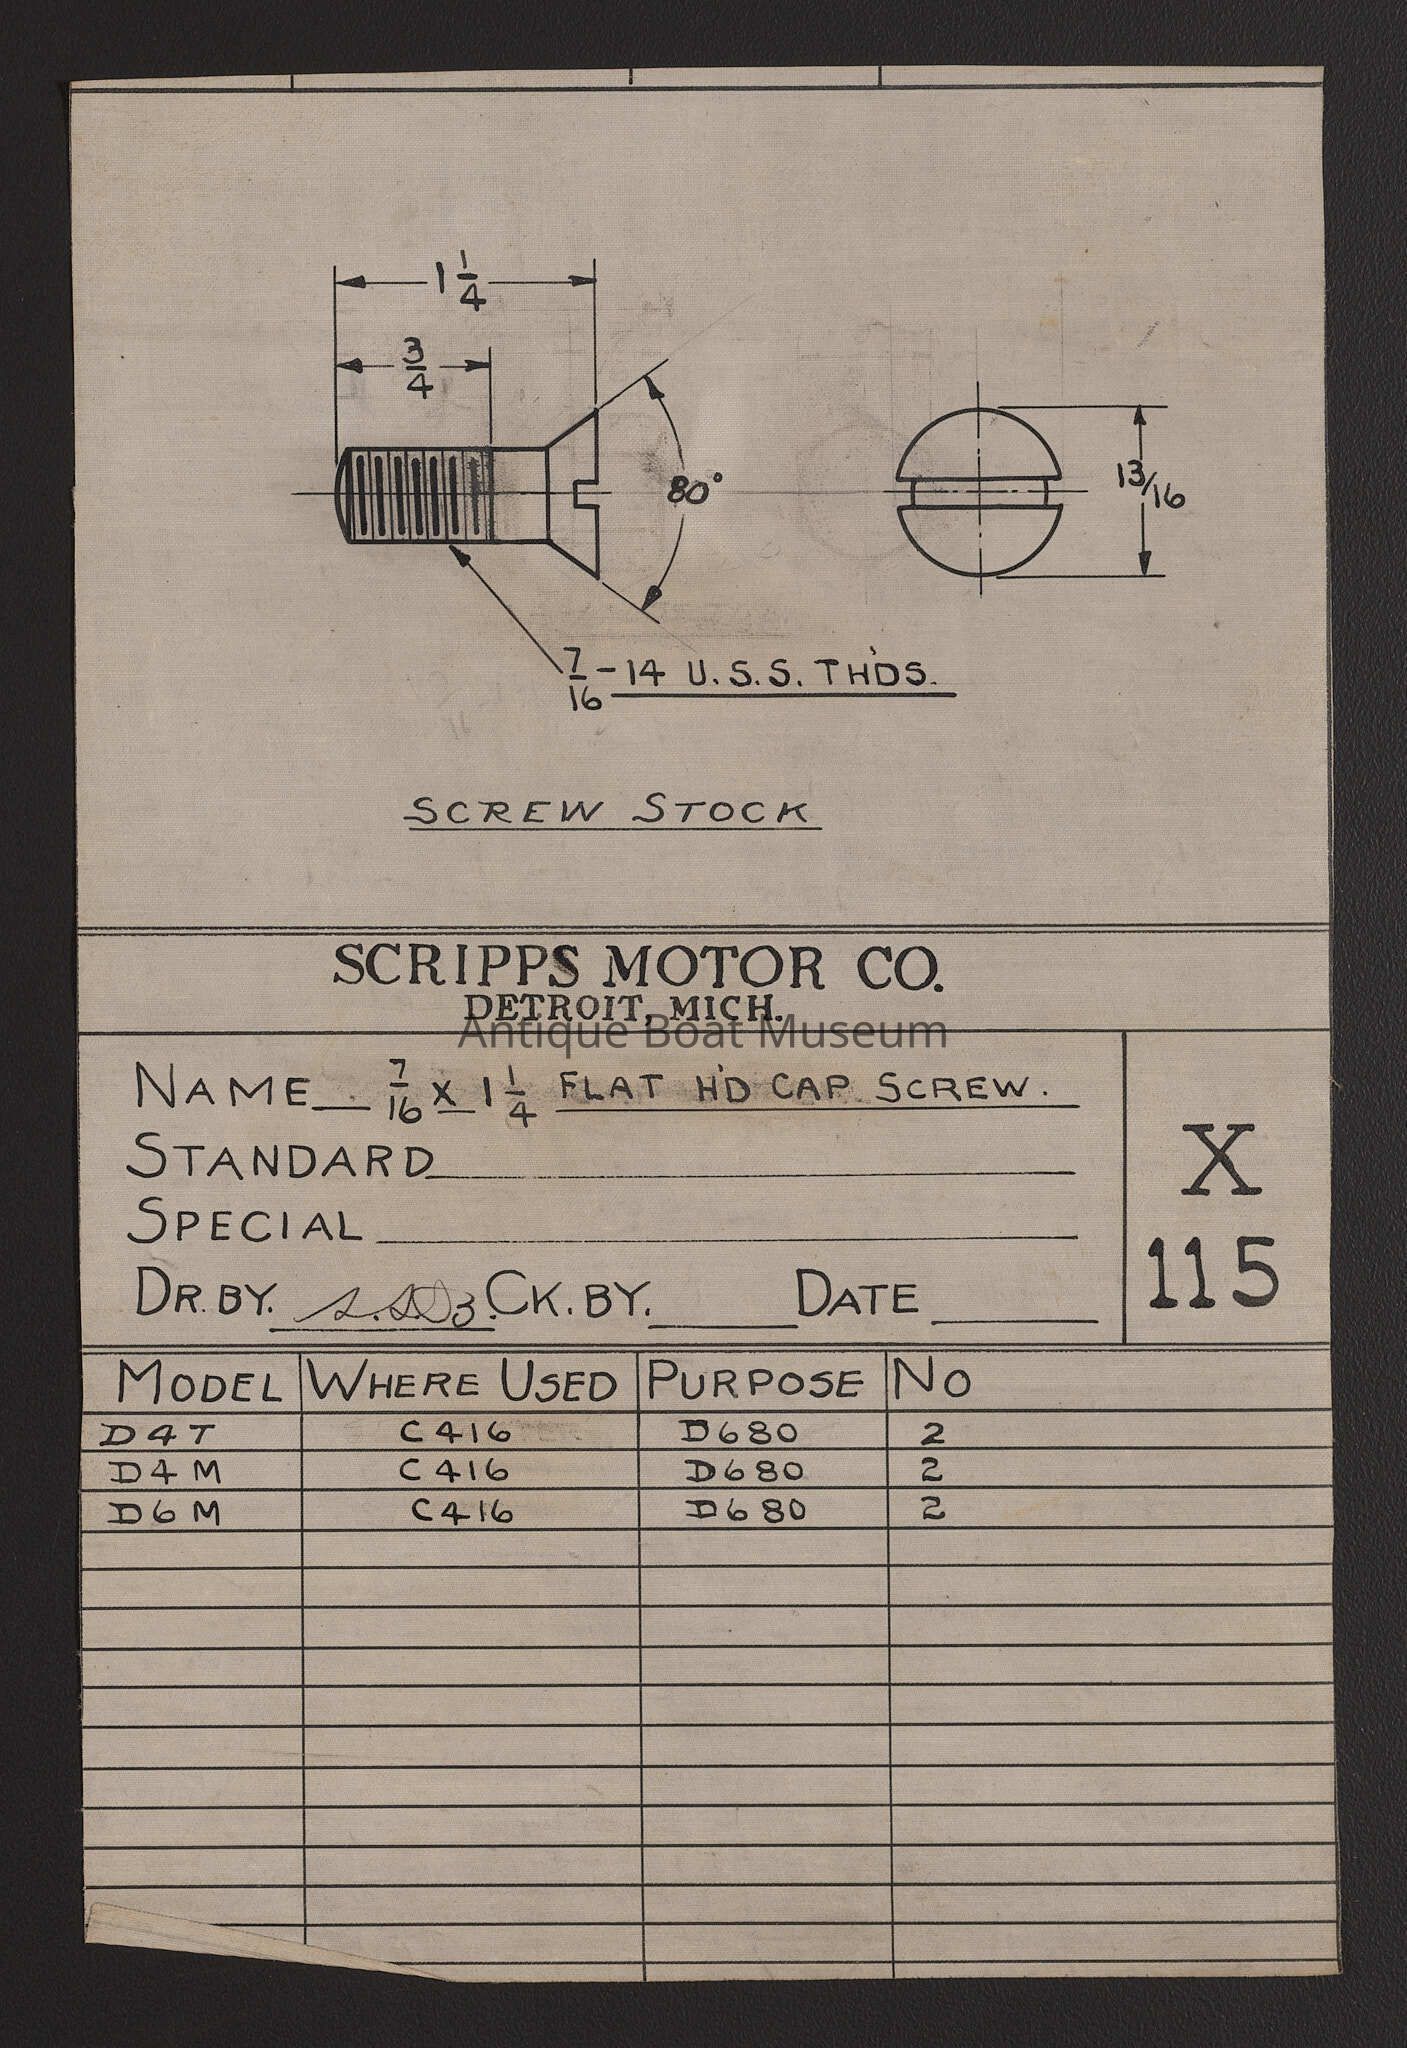 1 1/4
3/4
80°
13/16
7/16 - 14 U.S.S. TH'DS.
SCREW STOCK
SCRIPPS MOTOR CO.
DETROIT, MICH.
Antique Boat Museum
NAME 7/16 X 1 1/4 FLAT H'D CAP SCREW.
STANDARD
SPECIAL
X
115
DR. BY. CK. BY. DATE
MODEL WHERE USED PURPOSE NO
D4T C416 D680 2
D4M C416 D680 2
D6M C416 D680 2